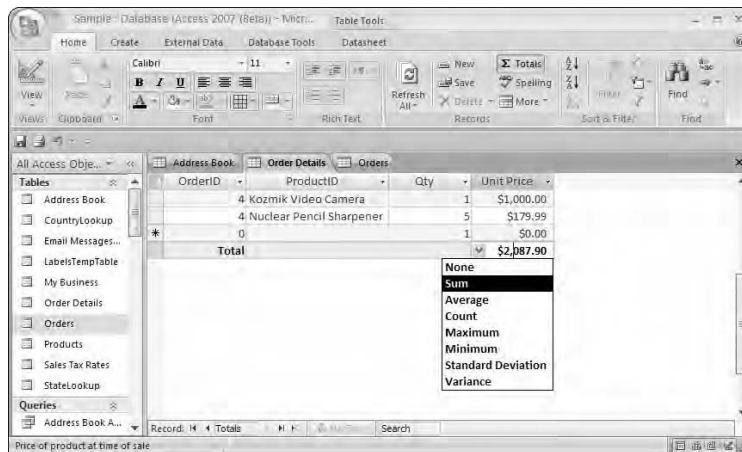 Sample : Database (Access 2007 (Beta)) - Micr...
Table Tools
Home Create External Data Database Tools Datasheet
Calibri 11
B I U
View
Paste
Refresh
All
New
Save
Delete
Totals
Spelling
More
Filter
Find
Views Clipboard Font Rich Text Records Sort & Filter Find
All Access Obje...
Address Book Order Details Orders
Tables
Address Book
CountryLookup
Email Messages...
LabelsTempTable
My Business
Order Details
Orders
Products
Sales Tax Rates
StateLookup
Queries
Address Book A...
OrderID ProductID Qty Unit Price
4 Kozmik Video Camera 1 $1,000.00
4 Nuclear Pencil Sharpener 5 $179.99
* 0 1 $0.00
Total $2,087.90
None
Sum
Average
Count
Maximum
Minimum
Standard Deviation
Variance
Record: Totals Search
Price of product at time of sale